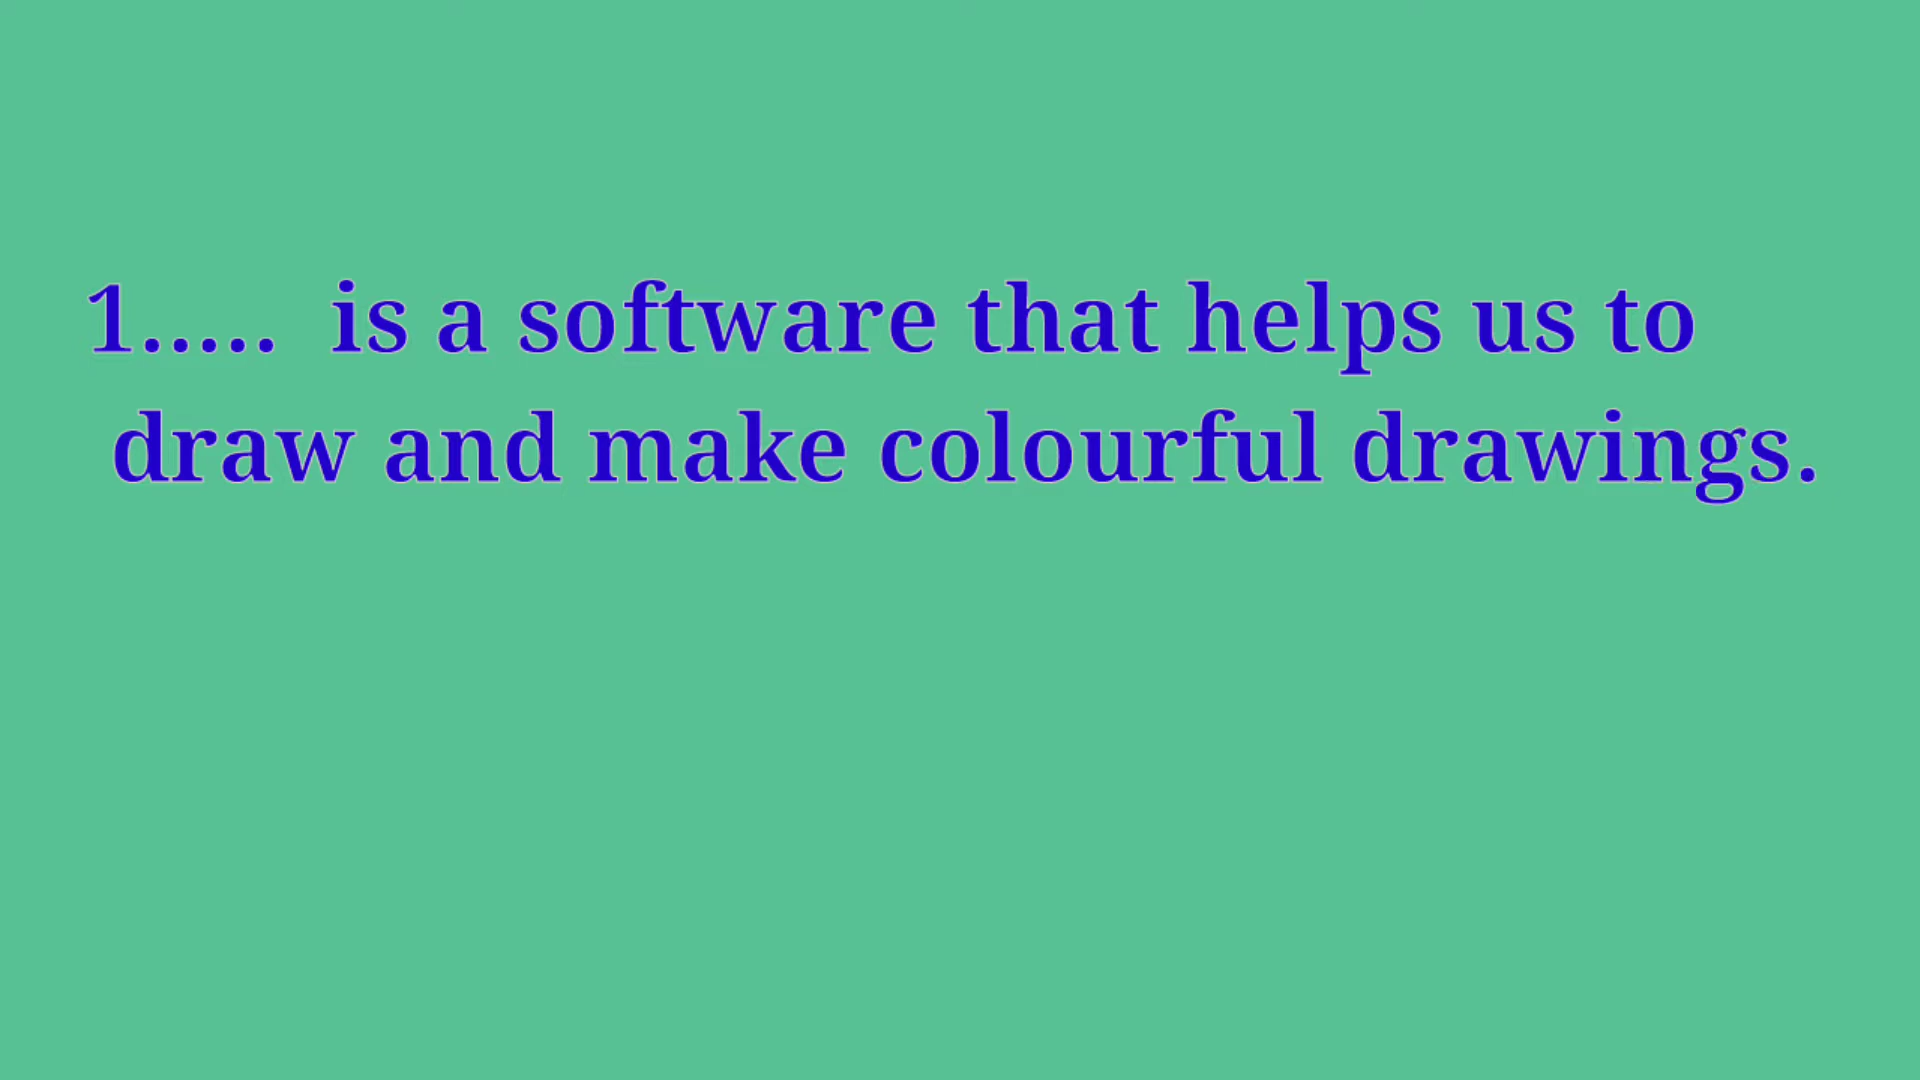 1.....  is a software that helps us to
draw and make colourful drawings.